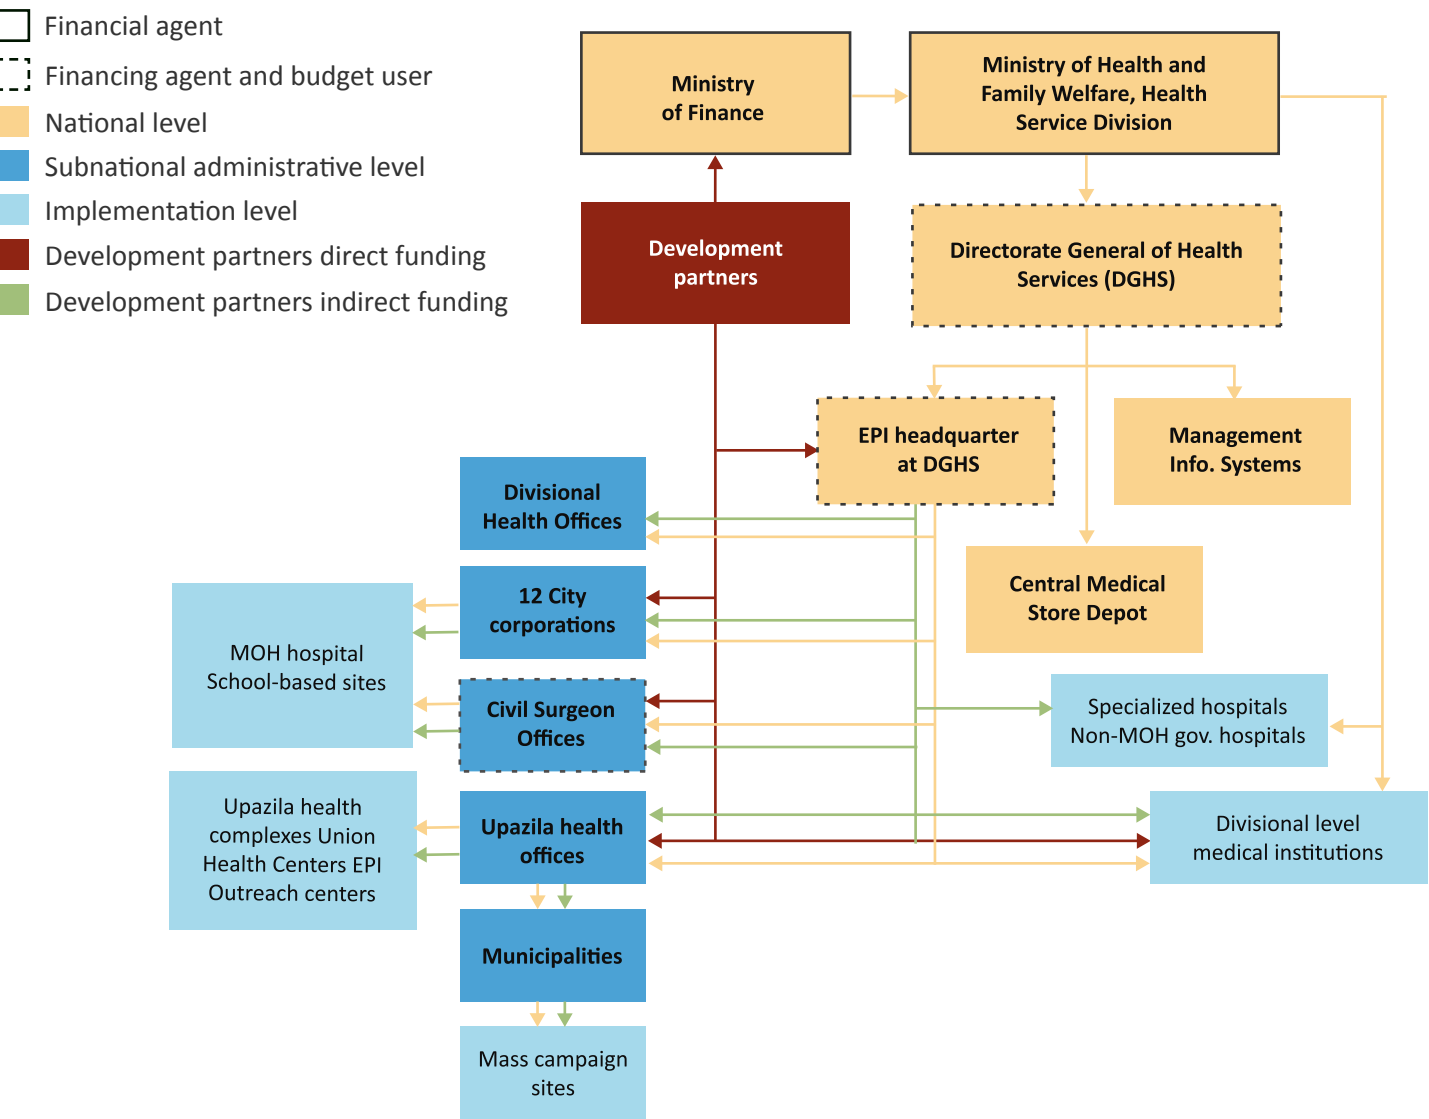 Financial agent
Financing agent and budget user
National level
Subnational administrative level
Implementation level
Development partners direct funding
Development partners indirect funding
Ministry
of Finance
Ministry of Health and
Family Welfare, Health
Service Division
Development
partners
Directorate General of Health
Services (DGHS)
EPI headquarter
at DGHS
Management
Info. Systems
Divisional
Health Offices
Central Medical
Store Depot
12 City
corporations
MOH hospital
School-based sites
Civil Surgeon
Offices
Specialized hospitals
Non-MOH gov. hospitals
Upazila health
complexes Union
Health Centers EPI
Outreach centers
Upazila health
offices
Divisional level
medical institutions
Municipalities
Mass campaign
sites